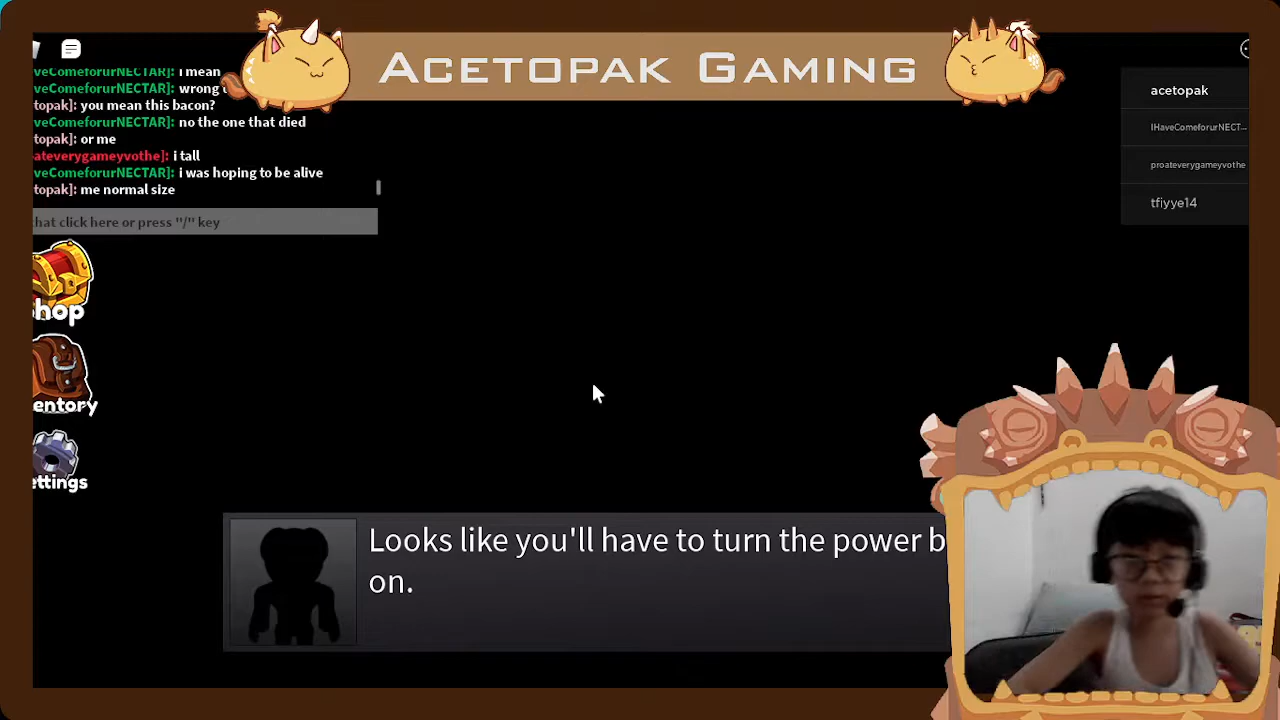 ACETOPAK GAMING
veComeforurNECTAR]: i mean
veComeforurNECTAR]: wrong
topak]: you mean this bacon?
veComeforurNECTAR]: no the one that died
topak]: or me
ateverygameyvothe]: i tall
veComeforurNECTAR]: i was hoping to be alive
topak]: me normal size
hat click here or press "/" key
acetopak
IHaveComeforurNECT...
proateverygameyvothe
tfiyye14
hop
entory
ettings
Looks like you'll have to turn the power b
on.